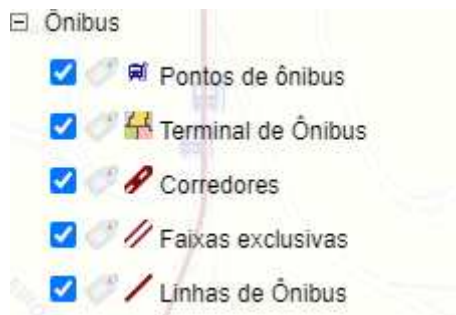 Ônibus
Pontos de ônibus
Terminal de Ônibus
Corredores
Faixas exclusivas
Linhas de Ônibus